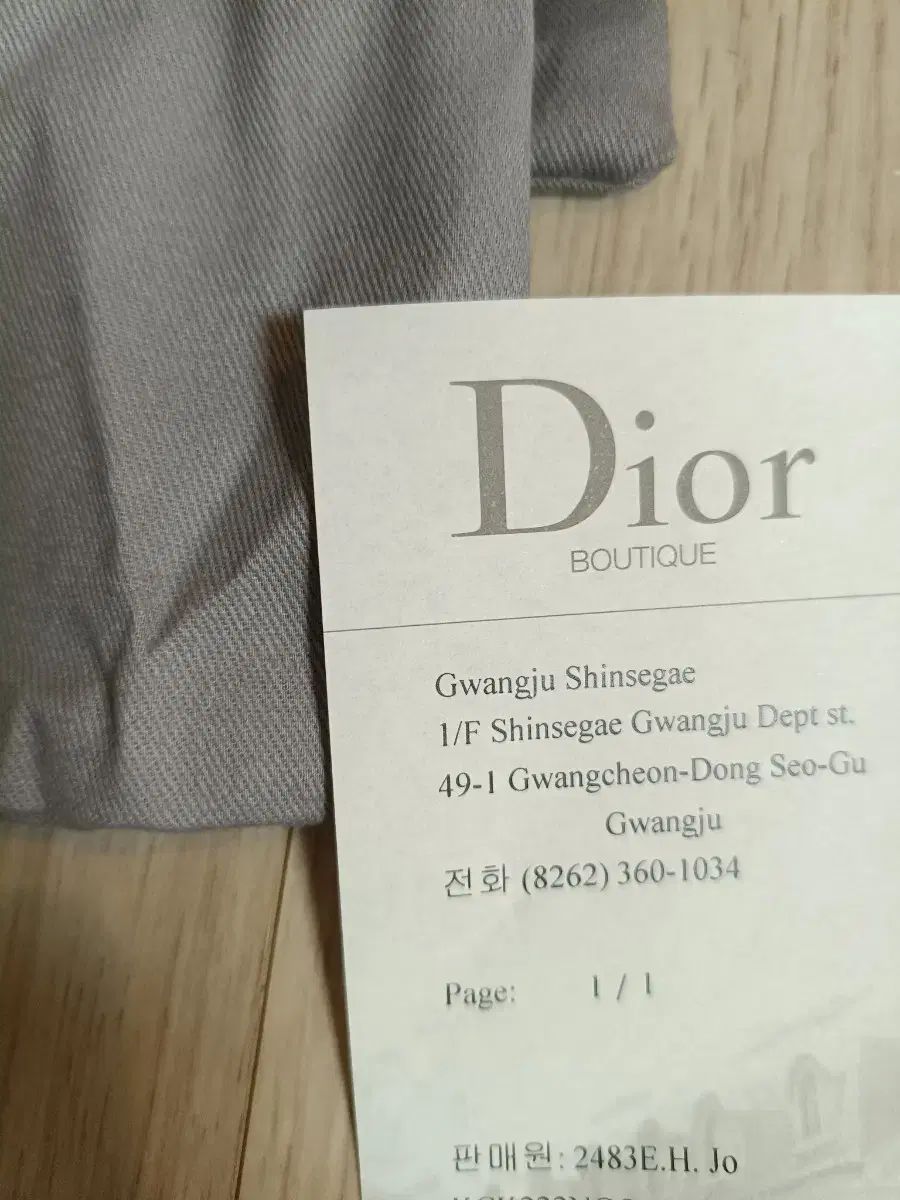 Dior
BOUTIQUE
Gwangju Shinsegae
1/F Shinsegae Gwangju Dept st.
49-1 Gwangcheon-Dong Seo-Gu
Gwangju
전화 (8262) 360-1034
Page: 1 / 1
판매원: 2483E.H. Jo